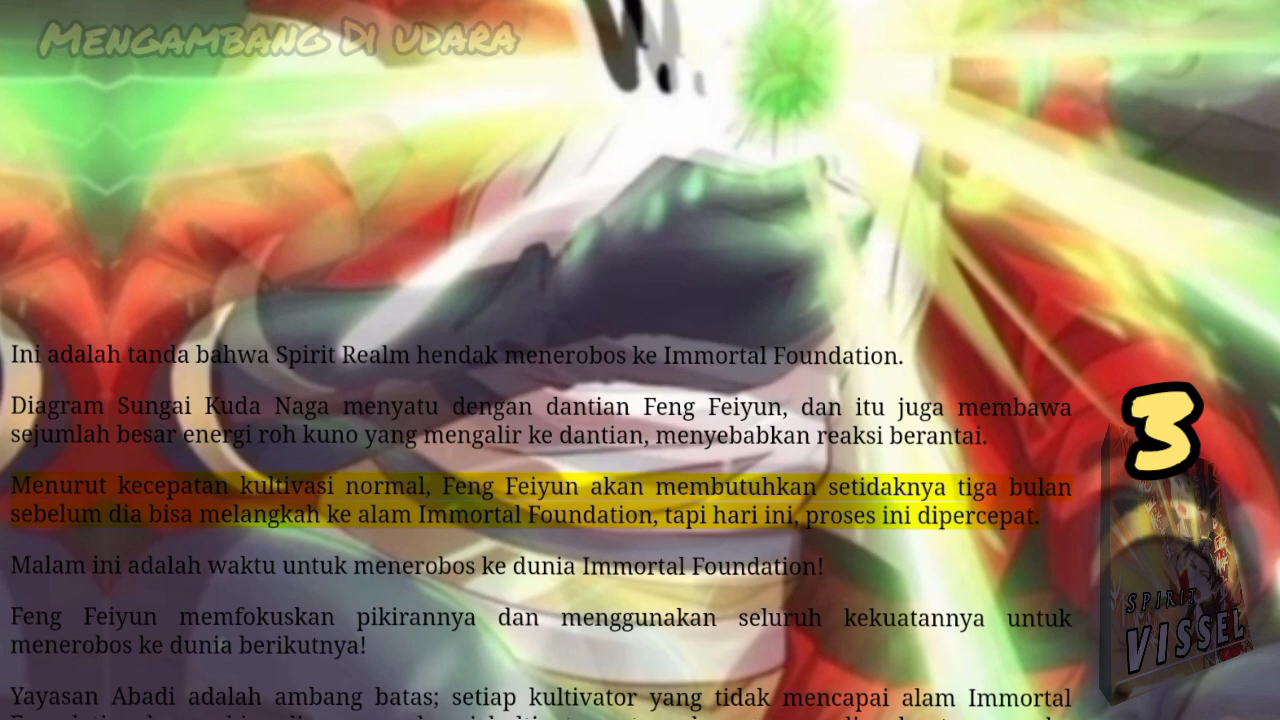 Mengambang Di udara
Ini adalah tanda bahwa Spirit Realm hendak menerobos ke Immortal Foundation.
Diagram Sungai Kuda Naga menyatu dengan dantian Feng Feiyun, dan itu juga membawa
sejumlah besar energi roh kuno yang mengalir ke dantian, menyebabkan reaksi berantai.
Menurut kecepatan kultivasi normal, Feng Feiyun akan membutuhkan setidaknya tiga bulan
sebelum dia bisa melangkah ke alam Immortal Foundation, tapi hari ini, proses ini dipercepat.
Malam ini adalah waktu untuk menerobos ke dunia Immortal Foundation!
Feng Feiyun memfokuskan pikirannya dan menggunakan seluruh kekuatannya untuk
menerobos ke dunia berikutnya!
Yayasan Abadi adalah ambang batas; setiap kultivator yang tidak mencapai alam Immortal
3
SPIRIT
VISSEL